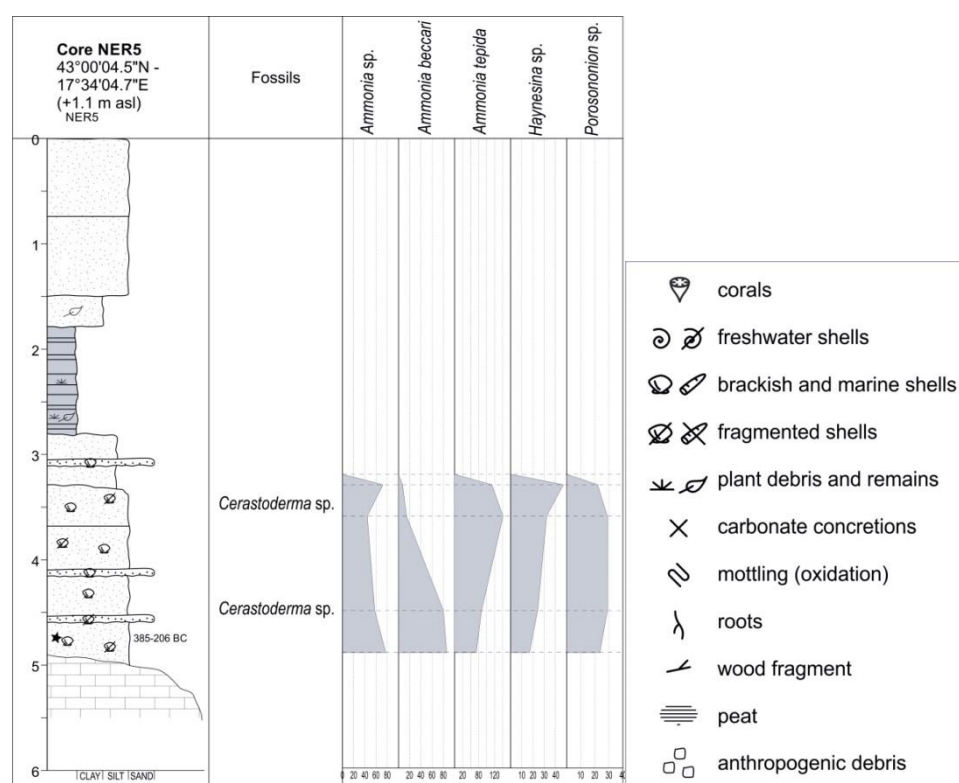 Core NER5
43°00'04.5"N -
17°34'04.7"E
(+1.1 m asl)
NER5
Fossils
Ammonia sp.
Ammonia beccari
Ammonia tepida
Haynesina sp.
Porosononion sp.
0
1
2
3
Cerastoderma sp.
4
Cerastoderma sp.
385-206 BC
5
6
CLAY SILT SAND
0 20 40 60 80
20 40 60 80
20 80 120
10 20 30 40
10 20 30 4
corals
freshwater shells
brackish and marine shells
fragmented shells
plant debris and remains
carbonate concretions
mottling (oxidation)
roots
wood fragment
peat
anthropogenic debris